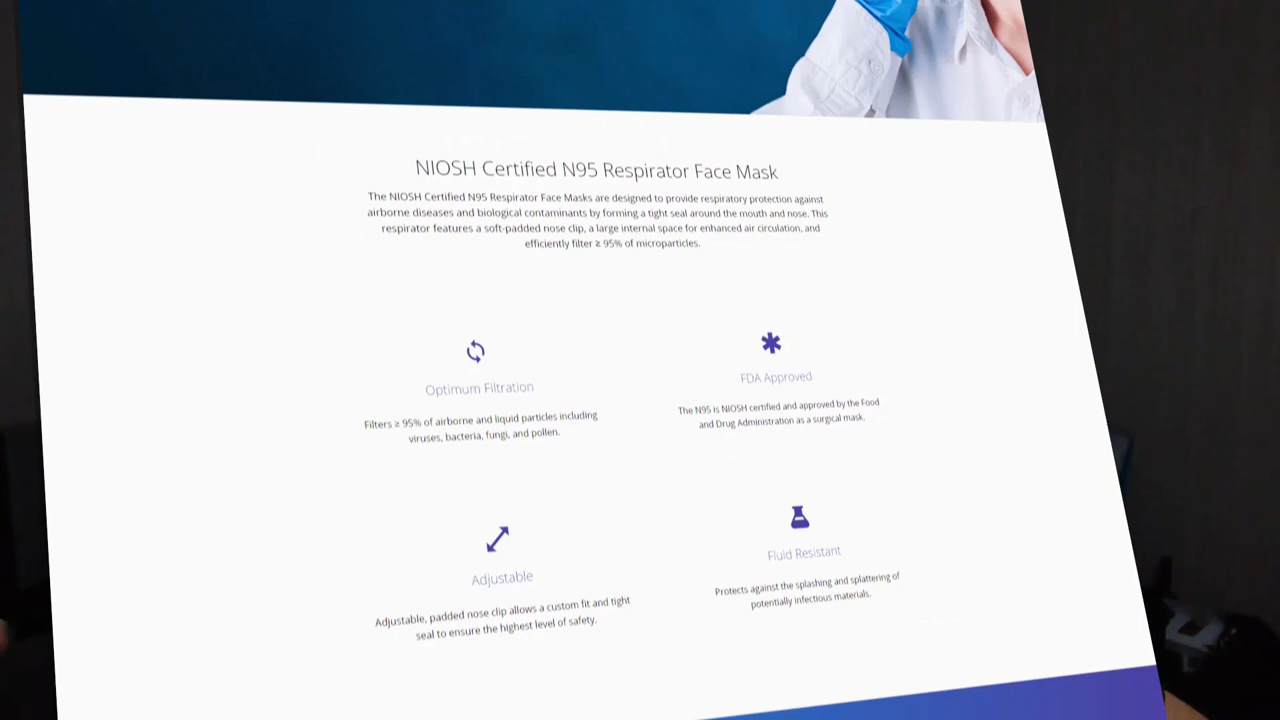 NIOSH Certified N95 Respirator Face Mask
The NIOSH Certified N95 Respirator Face Masks are designed to provide respiratory protection against
airborne diseases and biological contaminants by forming a tight seal around the mouth and nose. This
respirator features a soft-padded nose clip, a large internal space for enhanced air circulation, and
efficiently filter ≥ 95% of microparticles.
Optimum Filtration
Filters ≥ 95% of airborne and liquid particles including
viruses, bacteria, fungi, and pollen.
FDA Approved
The N95 is NIOSH certified and approved by the Food
and Drug Administration as a surgical mask.
Adjustable
Adjustable, padded nose clip allows a custom fit and tight
seal to ensure the highest level of safety.
Fluid Resistant
Protects against the splashing and splattering of
potentially infectious materials.